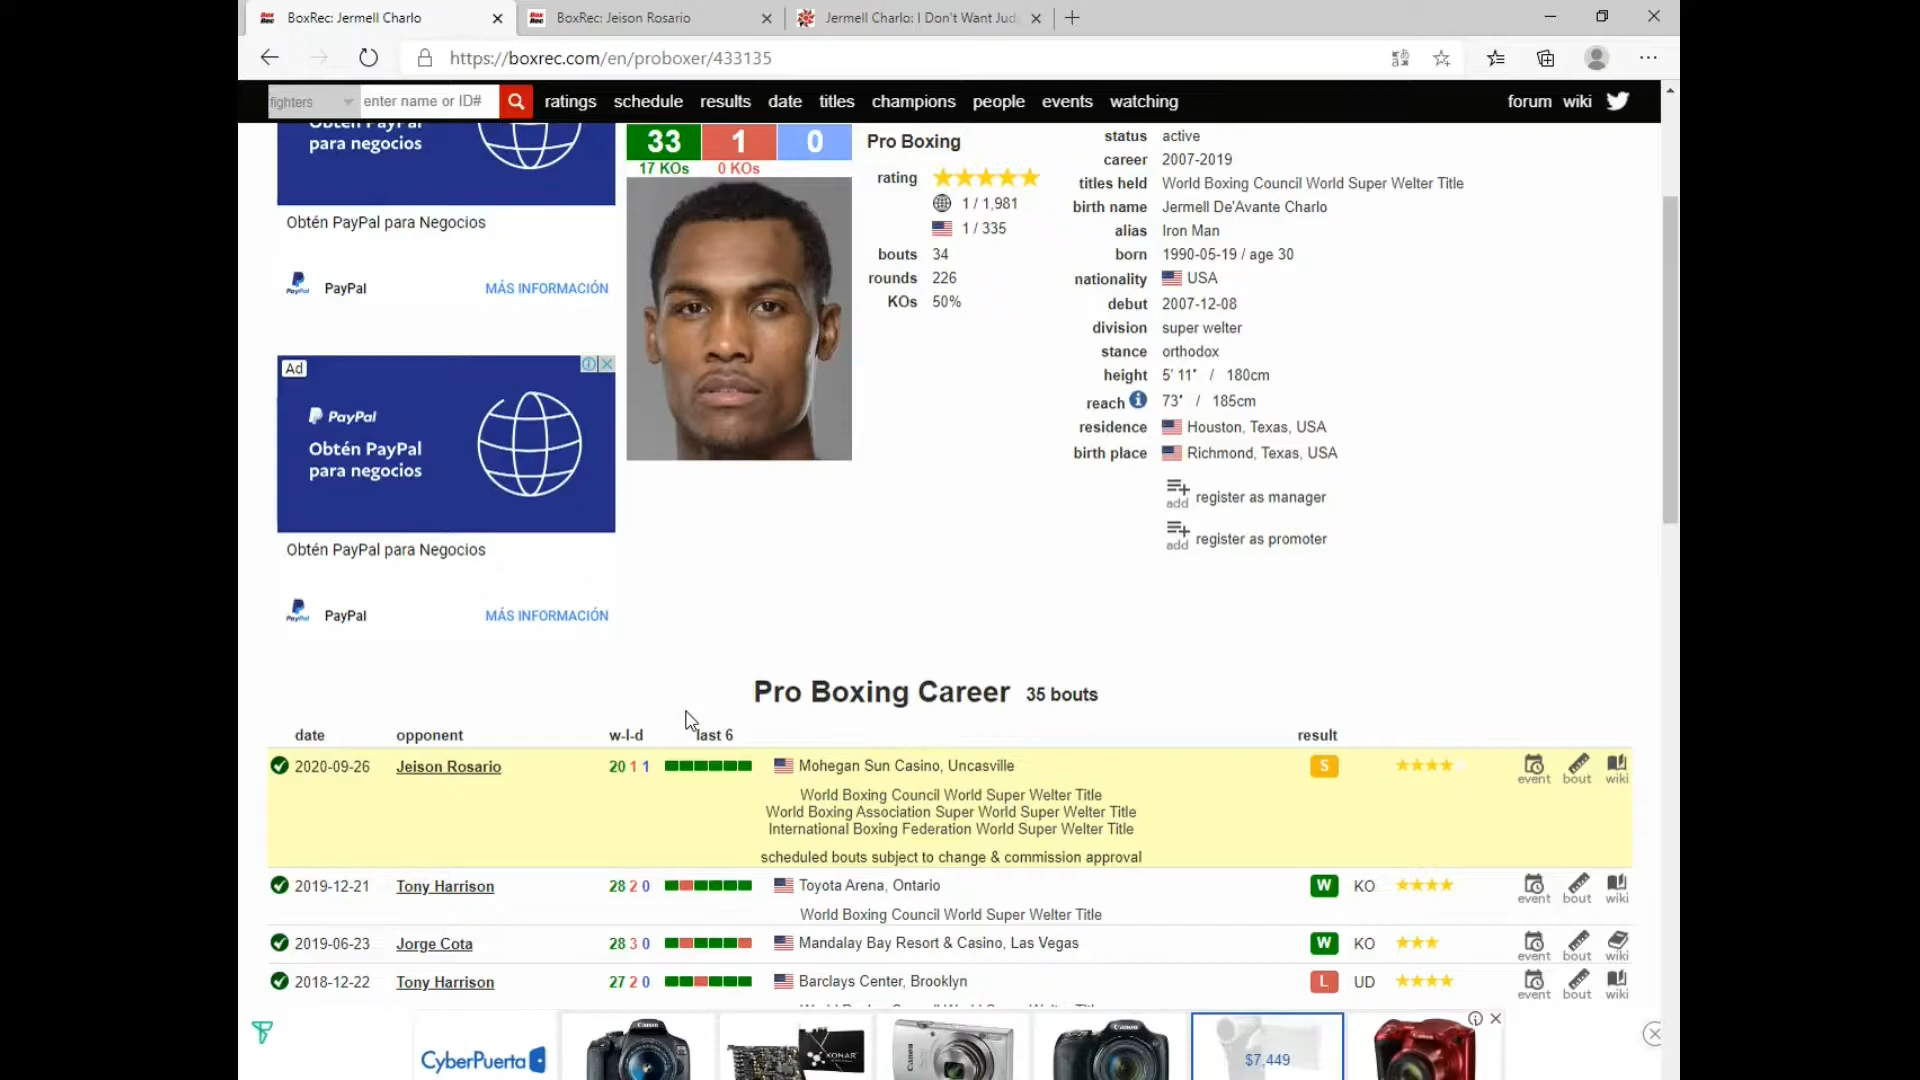 BoxRec: Jermell Charlo
BoxRec: Jeison Rosario
Jermell Charlo: I Don't Want Jud
https://boxrec.com/en/proboxer/433135
fighters
enter name or ID#
ratings schedule results date titles champions people events watching
forum wiki
Obtén PayPal
para negocios
Obtén PayPal para Negocios
PayPal
PayPal
MÁS INFORMACIÓN
Ad
PayPal
Obtén PayPal
para negocios
Obtén PayPal para Negocios
PayPal
PayPal
MÁS INFORMACIÓN
33 1 0
17 KOs 0 KOs
Pro Boxing
rating
1 / 1,981
1 / 335
bouts 34
rounds 226
KOs 50%
status active
career 2007-2019
titles held World Boxing Council World Super Welter Title
birth name Jermell De'Avante Charlo
alias Iron Man
born 1990-05-19 / age 30
nationality USA
debut 2007-12-08
division super welter
stance orthodox
height 5′ 11″ / 180cm
reach 73″ / 185cm
residence Houston, Texas, USA
birth place Richmond, Texas, USA
add register as manager
add register as promoter
Pro Boxing Career 35 bouts
date opponent w-l-d last 6 result
2020-09-26 Jeison Rosario 20 1 1 Mohegan Sun Casino, Uncasville S event bout wiki
World Boxing Council World Super Welter Title
World Boxing Association Super World Super Welter Title
International Boxing Federation World Super Welter Title
scheduled bouts subject to change & commission approval
2019-12-21 Tony Harrison 28 2 0 Toyota Arena, Ontario W KO event bout wiki
World Boxing Council World Super Welter Title
2019-06-23 Jorge Cota 28 3 0 Mandalay Bay Resort & Casino, Las Vegas W KO event bout wiki
2018-12-22 Tony Harrison 27 2 0 Barclays Center, Brooklyn L UD event bout wiki
CyberPuerta
Canon
XONAR
Canon
Canon
$7,449